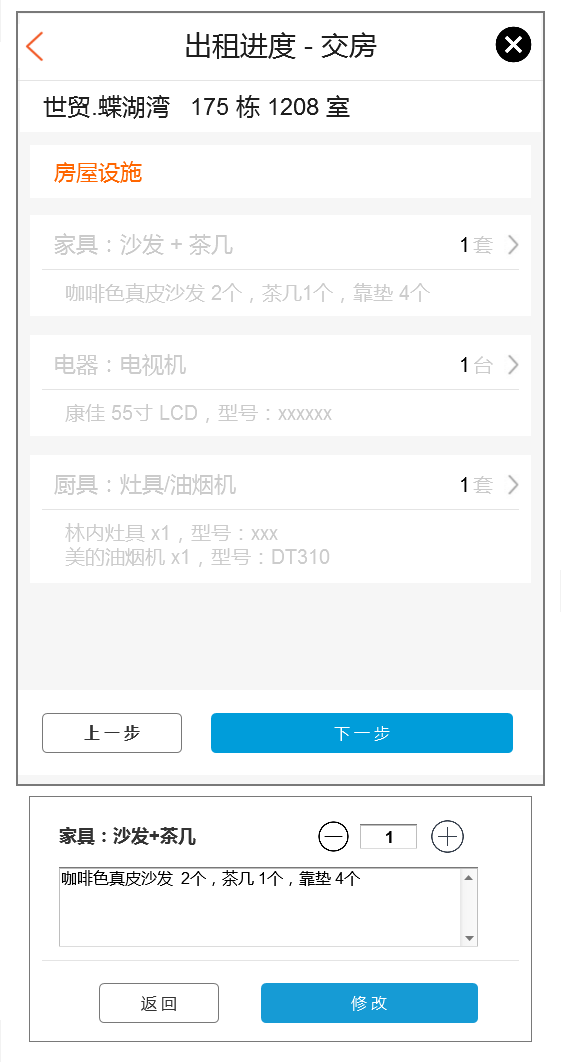 出租进度 - 交房
世贸.蝶湖湾 175 栋 1208 室
房屋设施
家具：沙发 + 茶几 1 套
咖啡色真皮沙发 2个，茶几1个，靠垫 4个
电器：电视机 1 台
康佳 55寸 LCD，型号：xxxxxx
厨具：灶具/油烟机 1 套
林内灶具 x1，型号：xxx
美的油烟机 x1，型号：DT310
上一步 下一步
家具：沙发+茶几 1
咖啡色真皮沙发 2个，茶几 1个，靠垫 4个
返回 修改